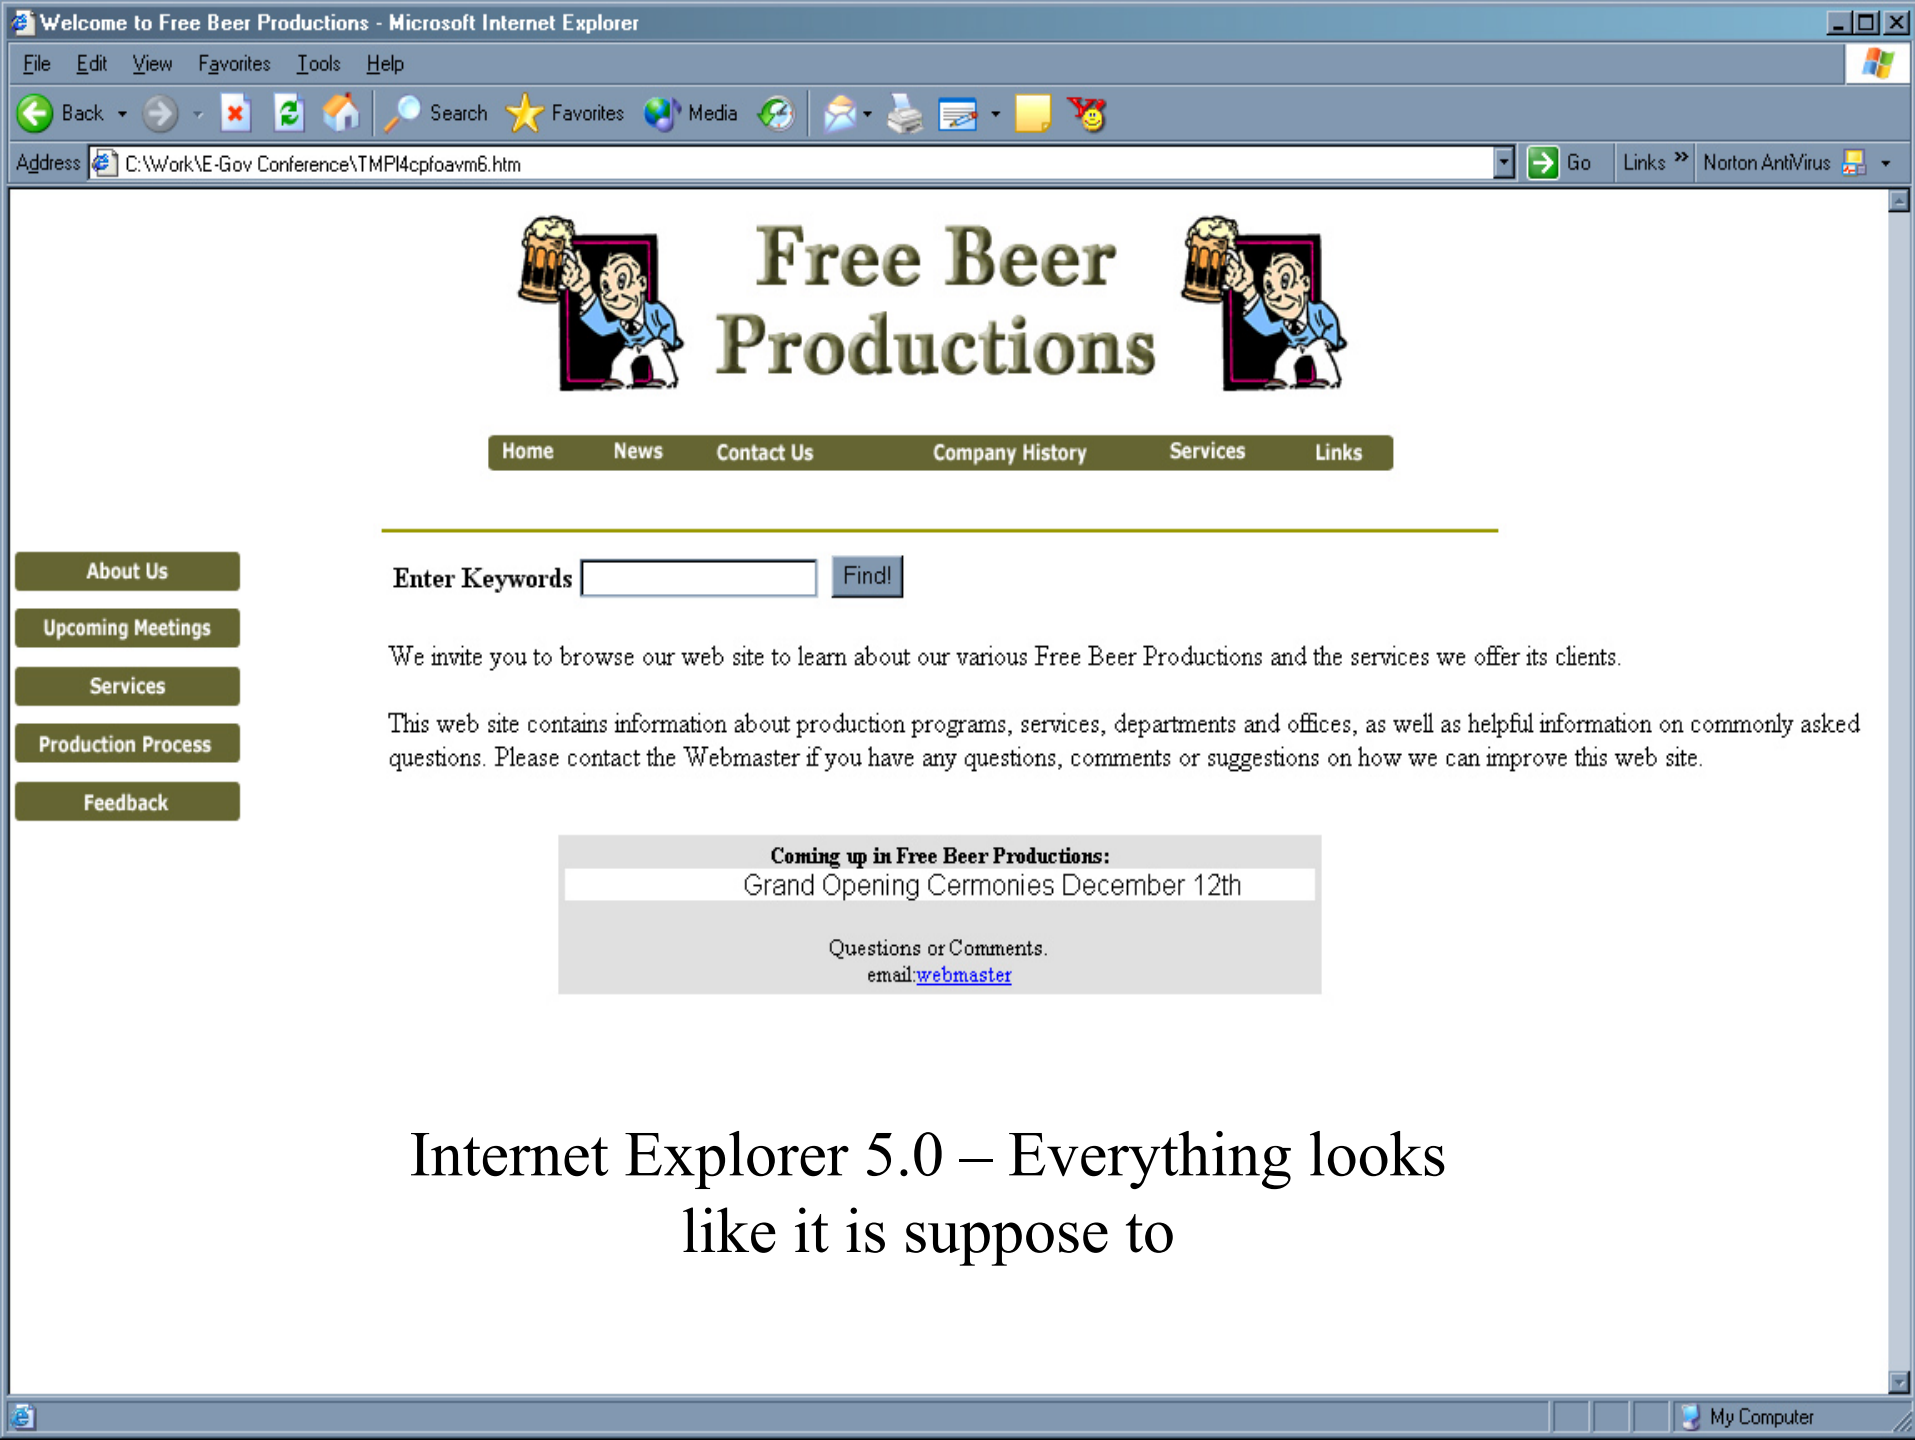 Welcome to Free Beer Productions - Microsoft Internet Explorer
File Edit View Favorites Tools Help
Back Search Favorites Media
Address C:\Work\E-Gov Conference\TMPI4cpfoavm6.htm Go Links » Norton AntiVirus
Free Beer
Productions
Home News Contact Us Company History Services Links
About Us
Upcoming Meetings
Services
Production Process
Feedback
Enter Keywords Find!
We invite you to browse our web site to learn about our various Free Beer Productions and the services we offer its clients.
This web site contains information about production programs, services, departments and offices, as well as helpful information on commonly asked
questions. Please contact the Webmaster if you have any questions, comments or suggestions on how we can improve this web site.
Coming up in Free Beer Productions:
Grand Opening Cermonies December 12th
Questions or Comments.
email:webmaster
Internet Explorer 5.0 – Everything looks
like it is suppose to
My Computer